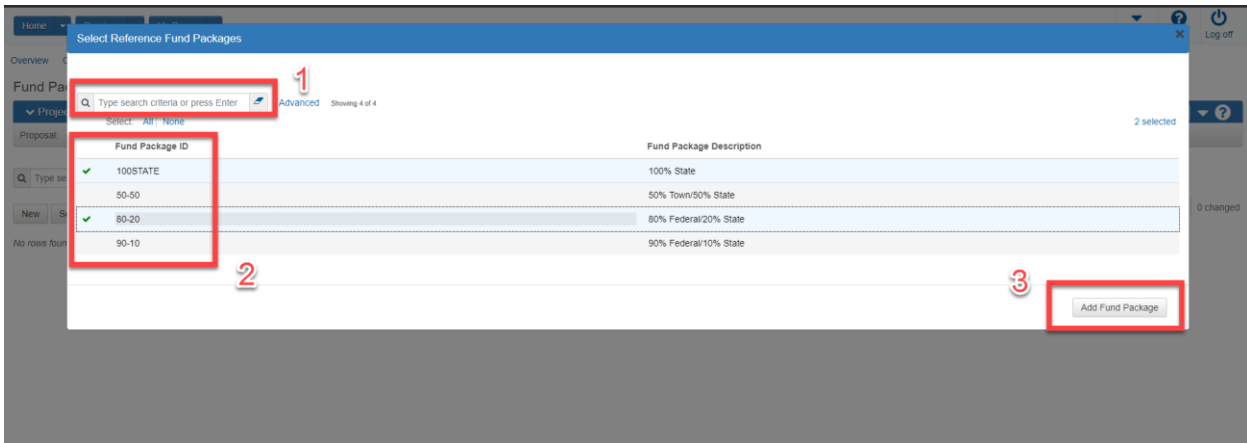 Home
Log off
Select Reference Fund Packages
Overview
Fund Pa
1
Type search criteria or press Enter Advanced Showing 4 of 4
Proje
Select: All None
2 selected
Proposal:
Fund Package ID Fund Package Description
100STATE 100% State
Type se
50-50 50% Town/50% State
New
0 changed
80-20 80% Federal/20% State
No rows foun
90-10 90% Federal/10% State
2
3
Add Fund Package